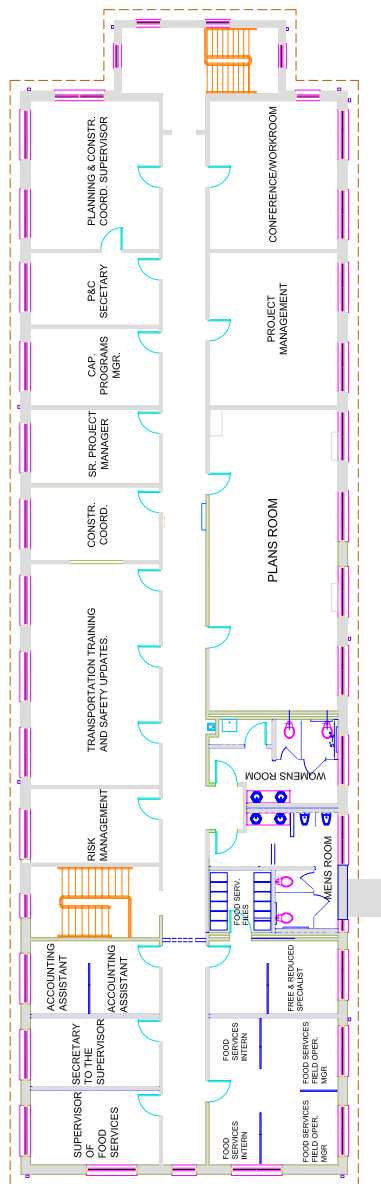 PLANNING & CONSTR.
COORD. SUPERVISOR
CONFERENCE/WORKROOM
P&C
SECETARY
PROJECT
MANAGEMENT
CAP.
PROGRAMS
MGR.
SR. PROJECT
MANAGER
CONSTR.
COORD.
PLANS ROOM
TRANSPORTATION TRAINING
AND SAFETY UPDATES.
WOMENS ROOM
RISK
MANAGEMENT
MENS ROOM
FOOD SERV.
FILES
ACCOUNTING
ASSISTANT
ACCOUNTING
ASSISTANT
FREE & REDUCED
SPECIALIST
SECRETARY
TO THE
SUPERVISOR
FOOD
SERVICES
INTERN
FOOD SERVICES
FIELD OPER.
MGR
SUPERVISOR
OF
FOOD
SERVICES
FOOD
SERVICES
INTERN
FOOD SERVICES
FIELD OPER.
MGR